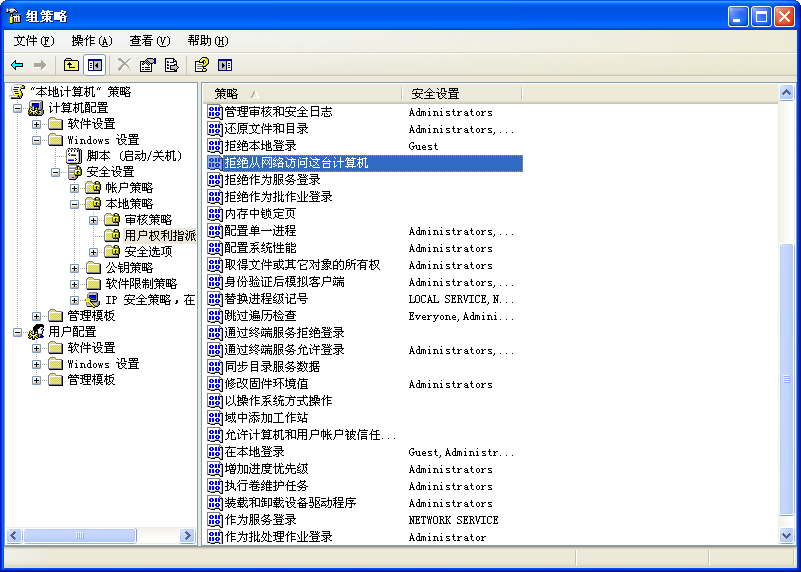 组策略
文件(F) 操作(A) 查看(V) 帮助(H)
“本地计算机”策略
计算机配置
软件设置
Windows 设置
脚本 (启动/关机)
安全设置
帐户策略
本地策略
审核策略
用户权利指派
安全选项
公钥策略
软件限制策略
IP 安全策略，在
管理模板
用户配置
软件设置
Windows 设置
管理模板
策略 安全设置
管理审核和安全日志 Administrators
还原文件和目录 Administrators,...
拒绝本地登录 Guest
拒绝从网络访问这台计算机
拒绝作为服务登录
拒绝作为批作业登录
内存中锁定页
配置单一进程 Administrators,...
配置系统性能 Administrators
取得文件或其它对象的所有权 Administrators
身份验证后模拟客户端 Administrators,...
替换进程级记号 LOCAL SERVICE,N...
跳过遍历检查 Everyone,Admini...
通过终端服务拒绝登录
通过终端服务允许登录 Administrators,...
同步目录服务数据
修改固件环境值 Administrators
以操作系统方式操作
域中添加工作站
允许计算机和用户帐户被信任...
在本地登录 Guest,Administr...
增加进度优先级 Administrators
执行卷维护任务 Administrators
装载和卸载设备驱动程序 Administrators
作为服务登录 NETWORK SERVICE
作为批处理作业登录 Administrator